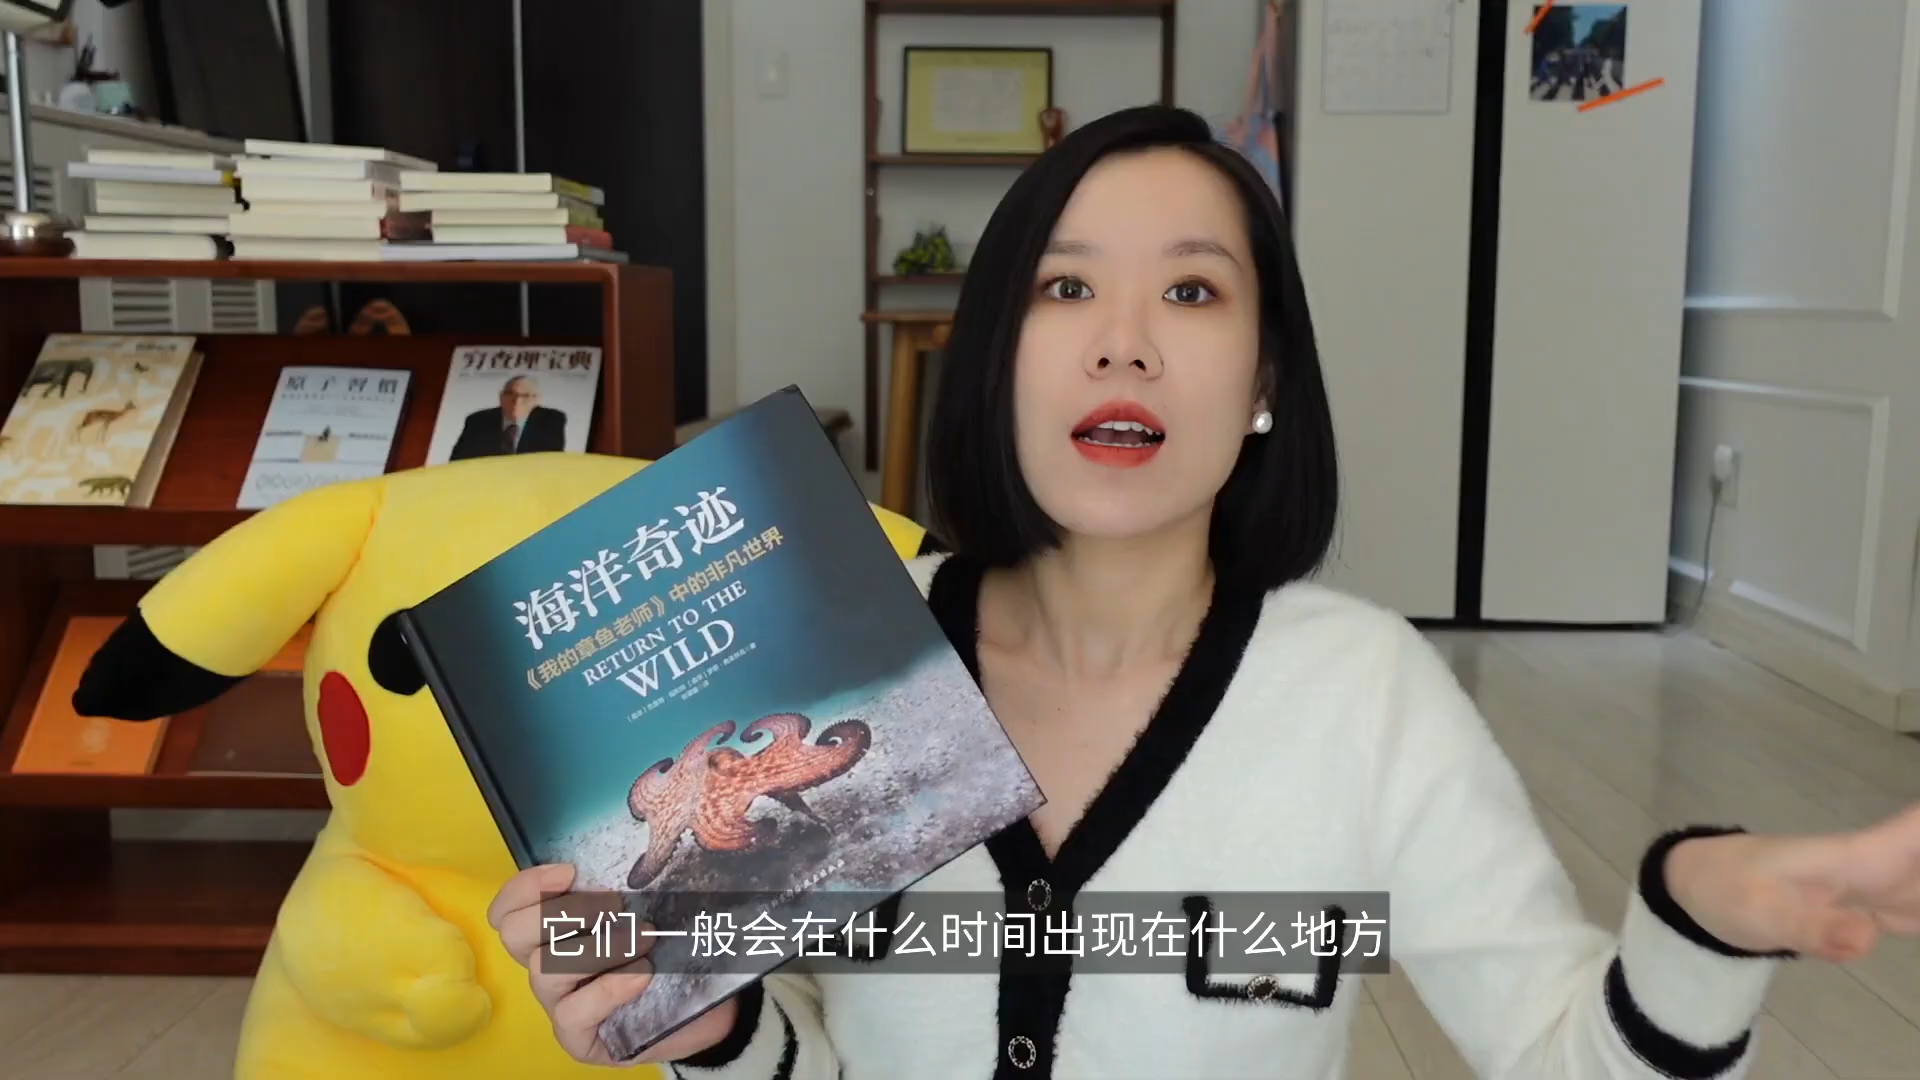 原子習慣
穷查理宝典
海洋奇迹
《我的章鱼老师》中的非凡世界
RETURN TO THE
WILD
它们一般会在什么时间出现在什么地方